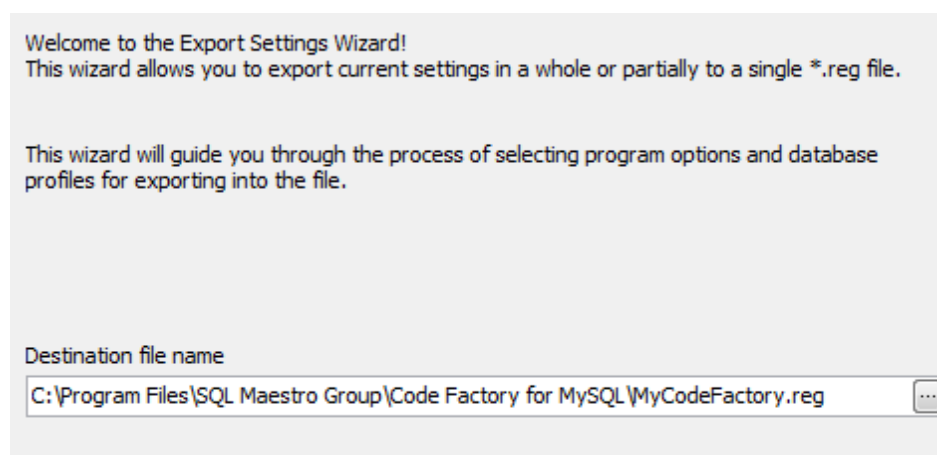 Welcome to the Export Settings Wizard!
This wizard allows you to export current settings in a whole or partially to a single *.reg file.
This wizard will guide you through the process of selecting program options and database
profiles for exporting into the file.
Destination file name
C:\Program Files\SQL Maestro Group\Code Factory for MySQL\MyCodeFactory.reg
...